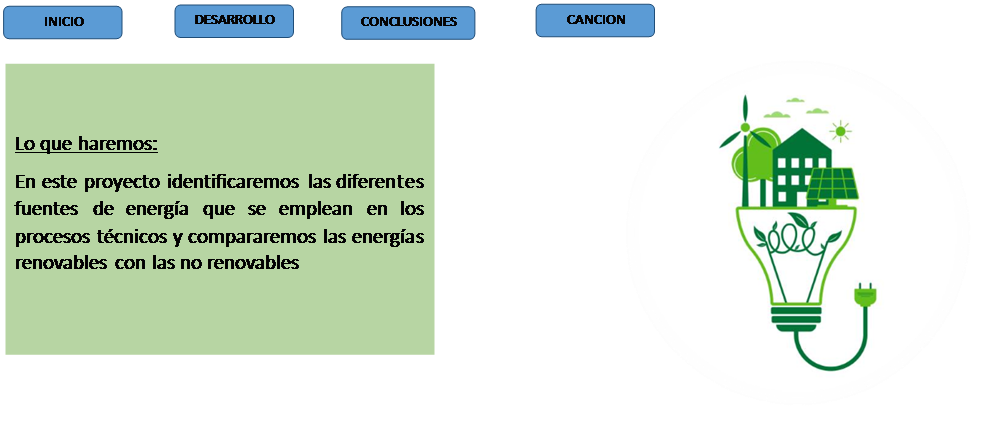 INICIO
DESARROLLO
CONCLUSIONES
CANCION
Lo que haremos:
En este proyecto identificaremos las diferentes
fuentes de energía que se emplean en los
procesos técnicos y compararemos las energías
renovables con las no renovables